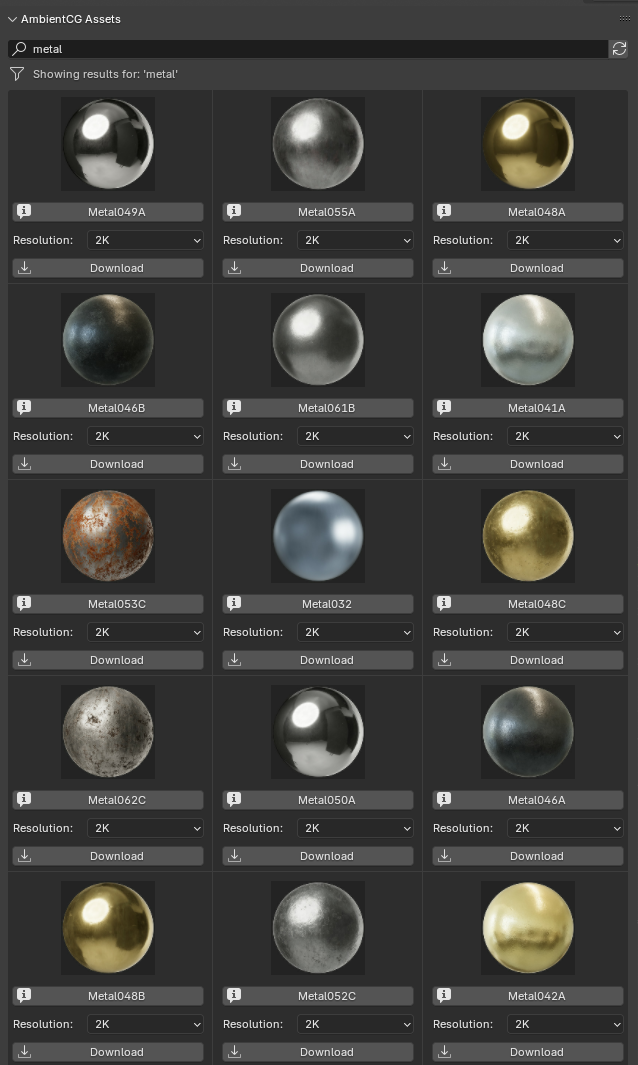 AmbientCG Assets
metal
Showing results for: 'metal'
Metal049A Metal055A Metal048A
Resolution: 2K Resolution: 2K Resolution: 2K
Download Download Download
Metal046B Metal061B Metal041A
Resolution: 2K Resolution: 2K Resolution: 2K
Download Download Download
Metal053C Metal032 Metal048C
Resolution: 2K Resolution: 2K Resolution: 2K
Download Download Download
Metal062C Metal050A Metal046A
Resolution: 2K Resolution: 2K Resolution: 2K
Download Download Download
Metal048B Metal052C Metal042A
Resolution: 2K Resolution: 2K Resolution: 2K
Download Download Download